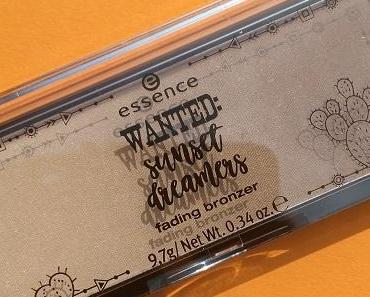 essence
WANTED:
sunset
dreamers
fading bronzer
9,7g/ Net Wt. 0.34 oz. e